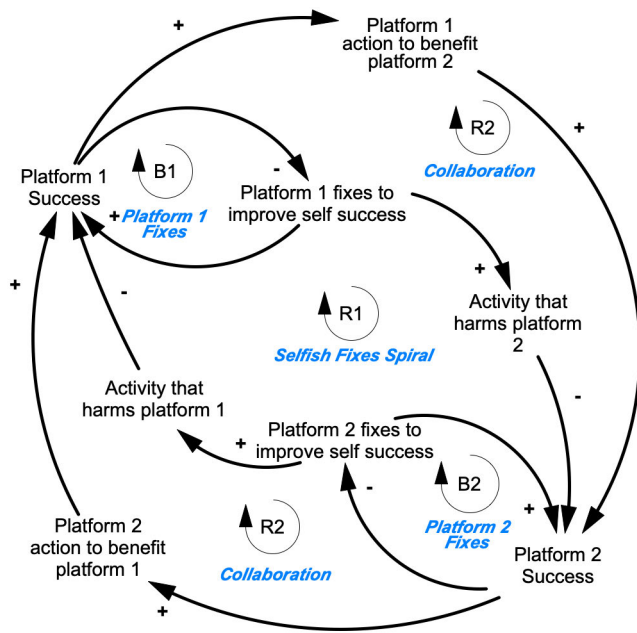 +
Platform 1
action to benefit
platform 2
R2
Collaboration
+
Platform 1
Success
B1
Platform 1
Fixes
-
+
Platform 1 fixes to
improve self success
+
Activity that
harms platform
2
+
-
R1
Selfish Fixes Spiral
-
Activity that
harms platform 1
+
Platform 2 fixes to
improve self success
-
B2
Platform 2
Fixes
+
R2
Collaboration
Platform 2
action to benefit
platform 1
Platform 2
Success
+